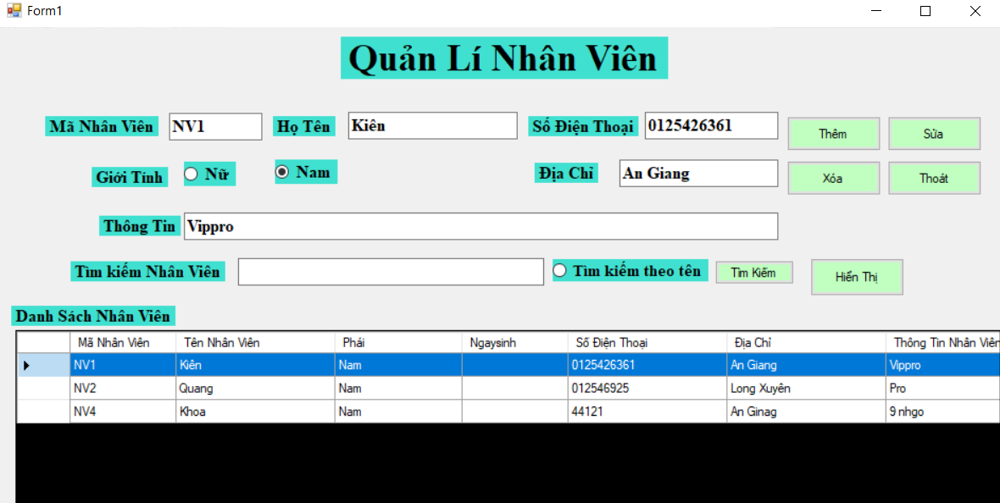 Form1
Quản Lí Nhân Viên
Mã Nhân Viên NV1 Họ Tên Kiên Số Điện Thoại 0125426361 Thêm Sửa
Giới Tính Nữ Nam Địa Chỉ An Giang Xóa Thoát
Thông Tin Vippro
Tìm kiếm Nhân Viên Tìm kiếm theo tên Tìm Kiếm Hiển Thị
Danh Sách Nhân Viên
Mã Nhân Viên Tên Nhân Viên Phái Ngaysinh Số Điện Thoại Địa Chỉ Thông Tin Nhân Viên
NV1 Kiên Nam 0125426361 An Giang Vippro
NV2 Quang Nam 012546925 Long Xuyên Pro
NV4 Khoa Nam 44121 An Ginag 9 nhgo